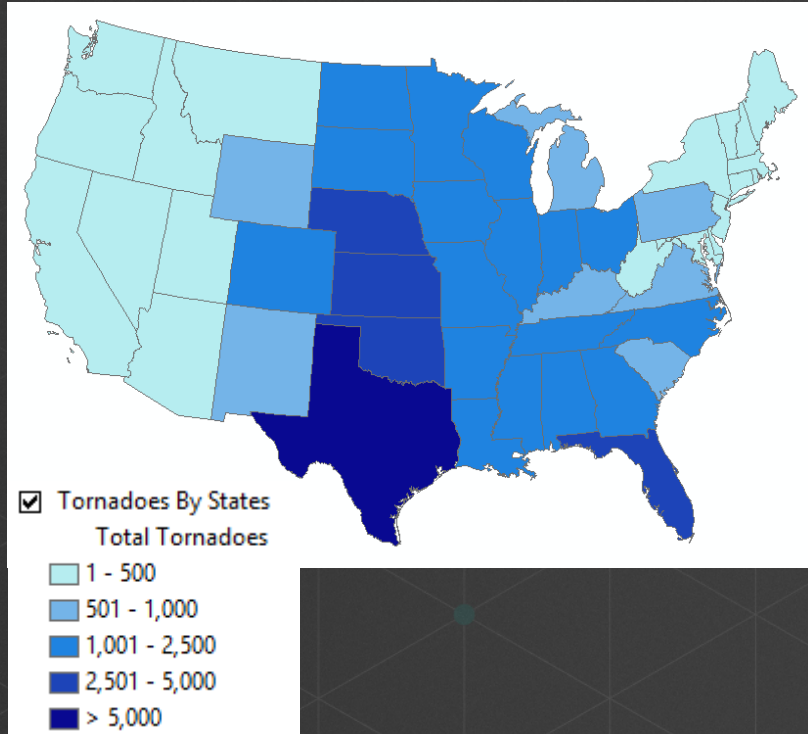 Tornadoes By States
Total Tornadoes
1 - 500
501 - 1,000
1,001 - 2,500
2,501 - 5,000
> 5,000